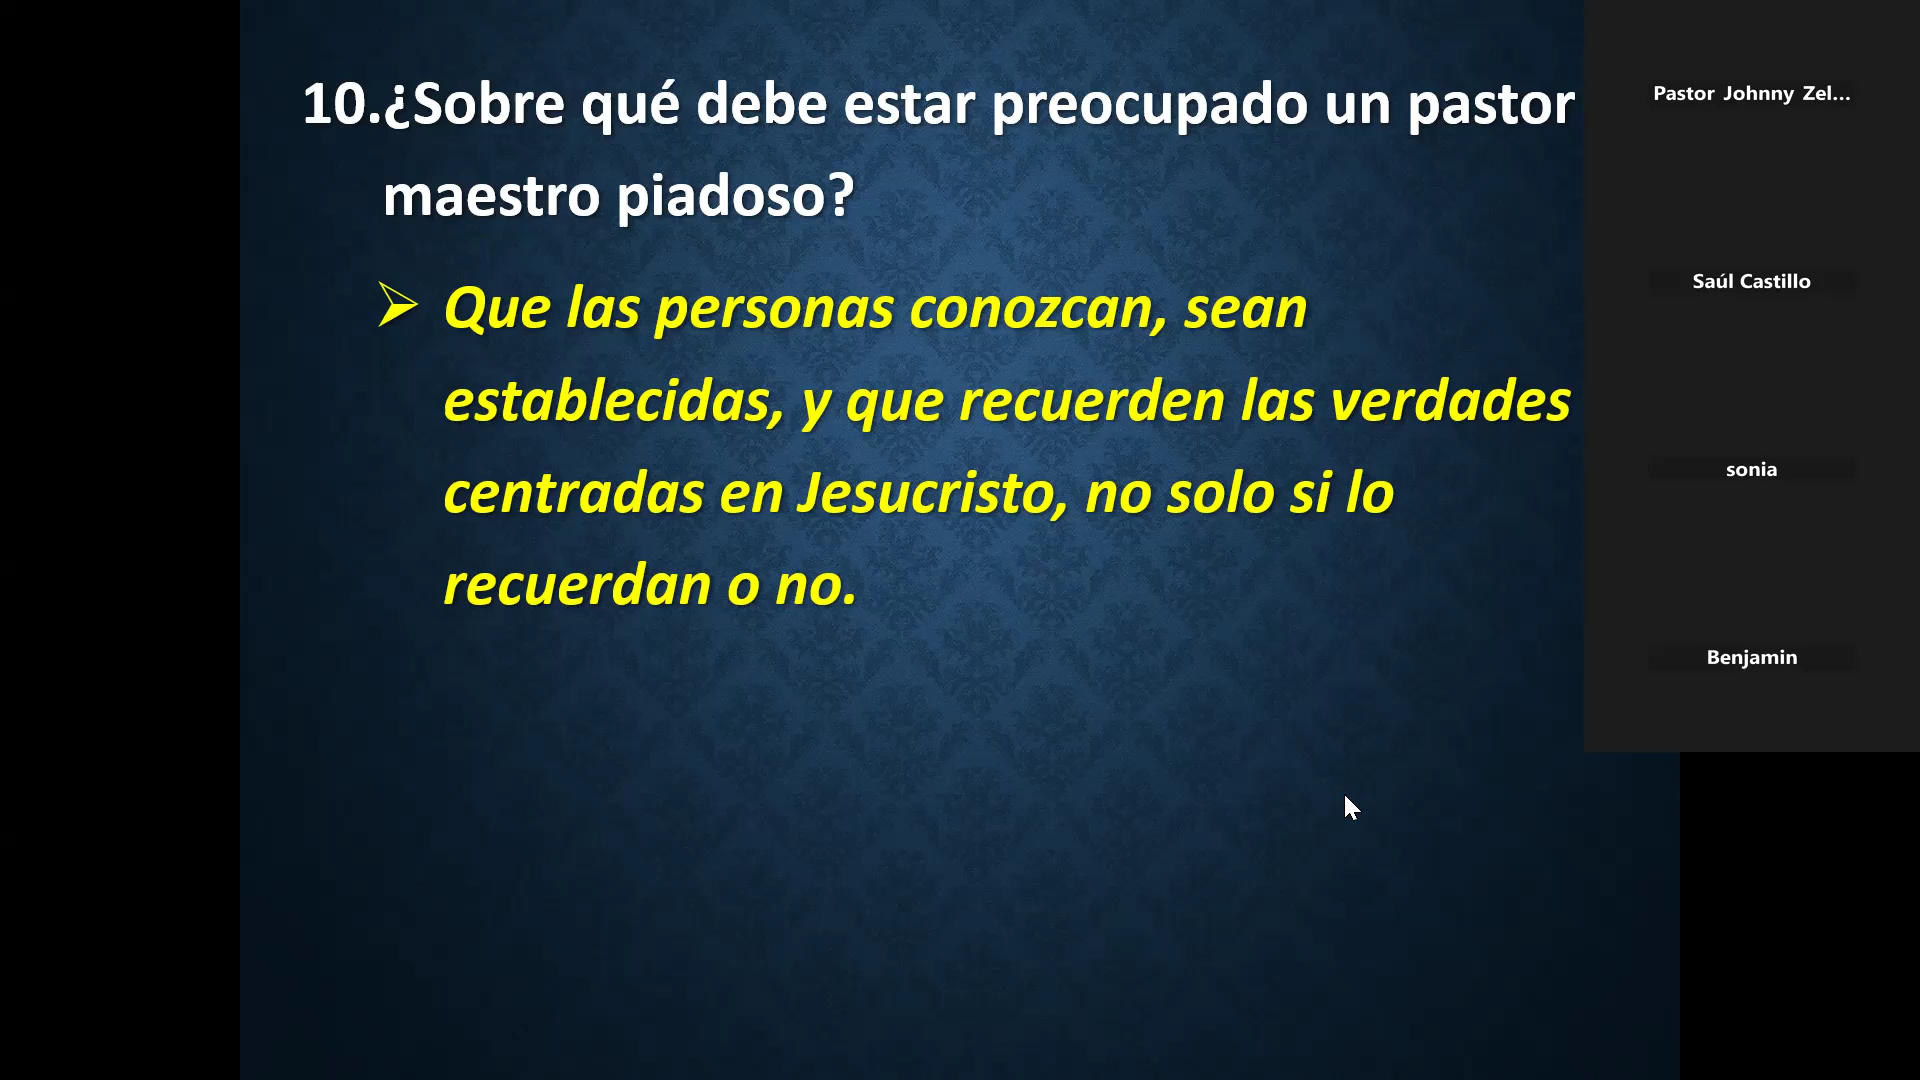 10.¿Sobre qué debe estar preocupado un pastor
maestro piadoso?
Que las personas conozcan, sean
establecidas, y que recuerden las verdades
centradas en Jesucristo, no solo si lo
recuerdan o no.
Pastor Johnny Zel...
Saúl Castillo
sonia
Benjamin